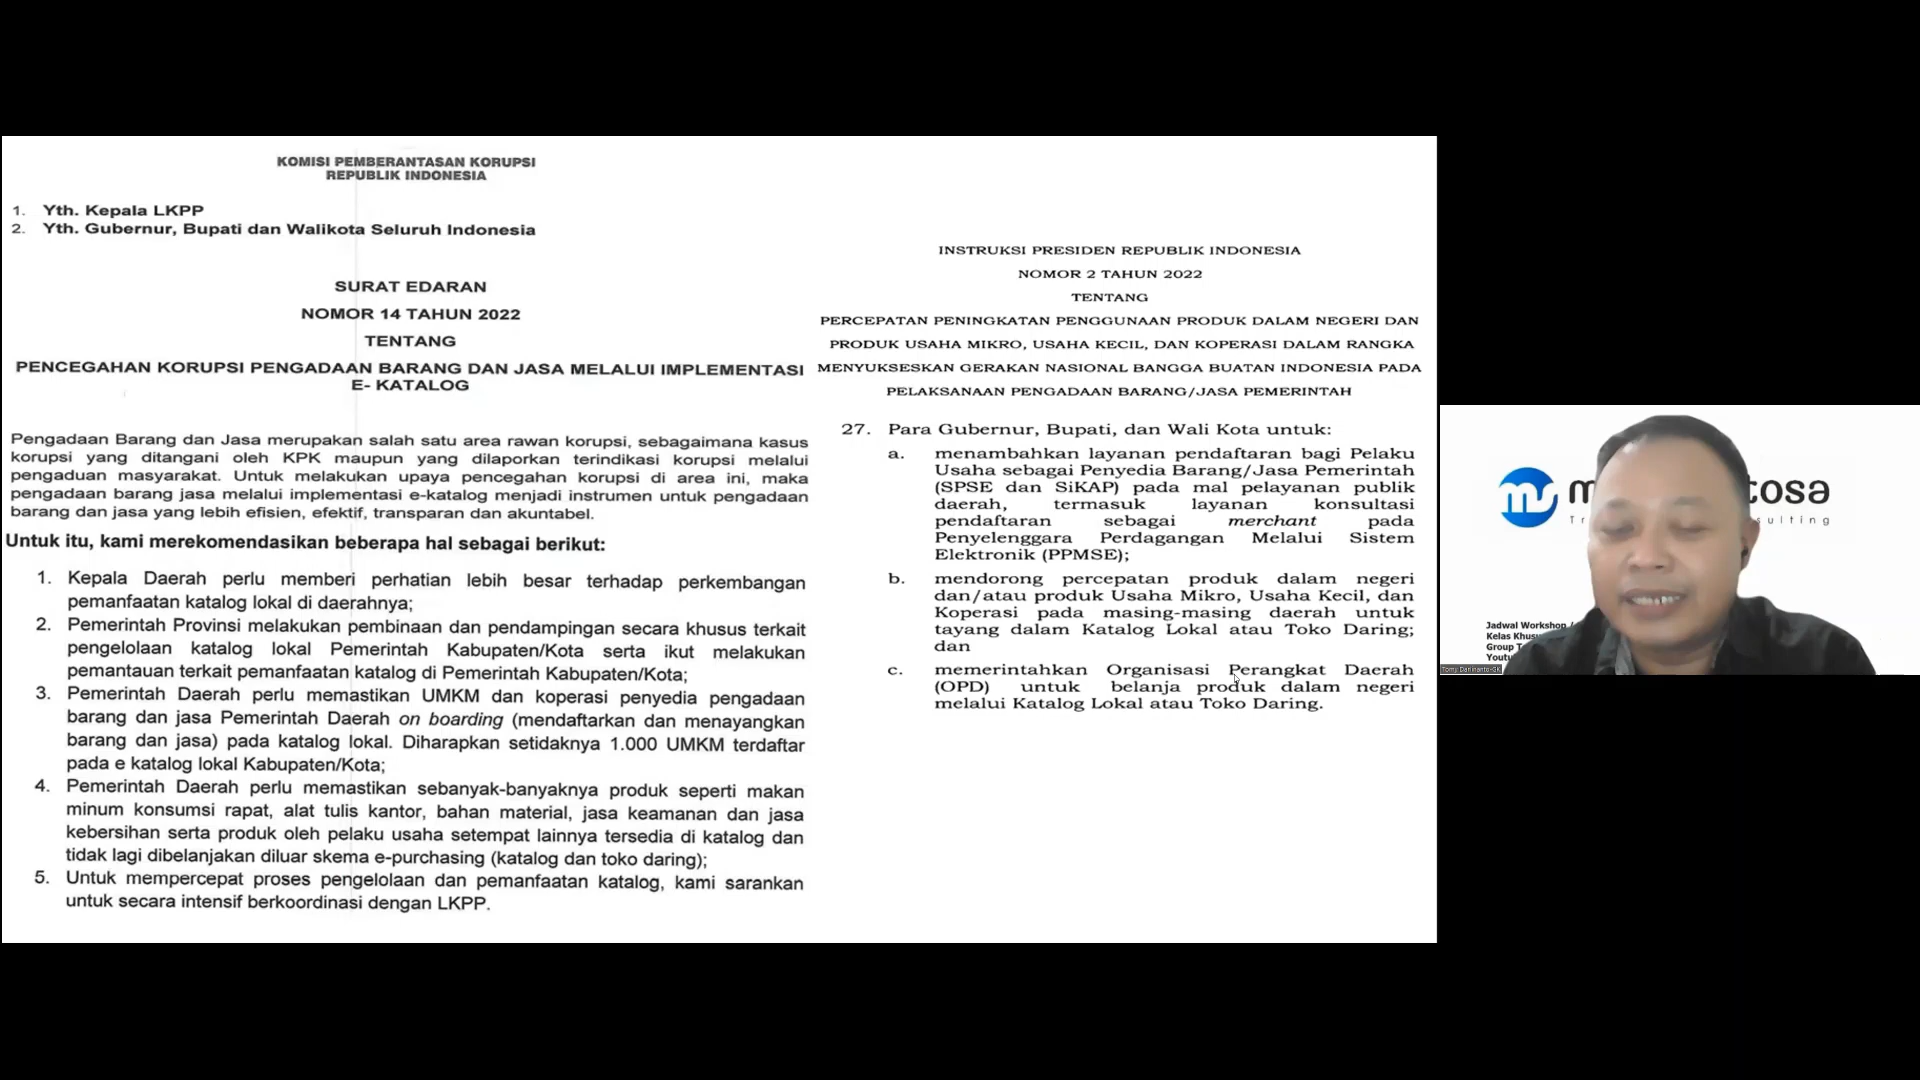 KOMISI PEMBERANTASAN KORUPSI
REPUBLIK INDONESIA
1. Yth. Kepala LKPP
2. Yth. Gubernur, Bupati dan Walikota Seluruh Indonesia
SURAT EDARAN
NOMOR 14 TAHUN 2022
TENTANG
PENCEGAHAN KORUPSI PENGADAAN BARANG DAN JASA MELALUI IMPLEMENTASI
E- KATALOG
Pengadaan Barang dan Jasa merupakan salah satu area rawan korupsi, sebagaimana kasus
korupsi yang ditangani oleh KPK maupun yang dilaporkan terindikasi korupsi melalui
pengaduan masyarakat. Untuk melakukan upaya pencegahan korupsi di area ini, maka
pengadaan barang jasa melalui implementasi e-katalog menjadi instrumen untuk pengadaan
barang dan jasa yang lebih efisien, efektif, transparan dan akuntabel.
Untuk itu, kami merekomendasikan beberapa hal sebagai berikut:
1. Kepala Daerah perlu memberi perhatian lebih besar terhadap perkembangan
pemanfaatan katalog lokal di daerahnya;
2. Pemerintah Provinsi melakukan pembinaan dan pendampingan secara khusus terkait
pengelolaan katalog lokal Pemerintah Kabupaten/Kota serta ikut melakukan
pemantauan terkait pemanfaatan katalog di Pemerintah Kabupaten/Kota;
3. Pemerintah Daerah perlu memastikan UMKM dan koperasi penyedia pengadaan
barang dan jasa Pemerintah Daerah on boarding (mendaftarkan dan menayangkan
barang dan jasa) pada katalog lokal. Diharapkan setidaknya 1.000 UMKM terdaftar
pada e katalog lokal Kabupaten/Kota;
4. Pemerintah Daerah perlu memastikan sebanyak-banyaknya produk seperti makan
minum konsumsi rapat, alat tulis kantor, bahan material, jasa keamanan dan jasa
kebersihan serta produk oleh pelaku usaha setempat lainnya tersedia di katalog dan
tidak lagi dibelanjakan diluar skema e-purchasing (katalog dan toko daring);
5. Untuk mempercepat proses pengelolaan dan pemanfaatan katalog, kami sarankan
untuk secara intensif berkoordinasi dengan LKPP.
INSTRUKSI PRESIDEN REPUBLIK INDONESIA
NOMOR 2 TAHUN 2022
TENTANG
PERCEPATAN PENINGKATAN PENGGUNAAN PRODUK DALAM NEGERI DAN
PRODUK USAHA MIKRO, USAHA KECIL, DAN KOPERASI DALAM RANGKA
MENYUKSESKAN GERAKAN NASIONAL BANGGA BUATAN INDONESIA PADA
PELAKSANAAN PENGADAAN BARANG/JASA PEMERINTAH
27. Para Gubernur, Bupati, dan Wali Kota untuk:
a. menambahkan layanan pendaftaran bagi Pelaku
Usaha sebagai Penyedia Barang/Jasa Pemerintah
(SPSE dan SiKAP) pada mal pelayanan publik
daerah, termasuk layanan konsultasi
pendaftaran sebagai merchant pada
Penyelenggara Perdagangan Melalui Sistem
Elektronik (PPMSE);
b. mendorong percepatan produk dalam negeri
dan/atau produk Usaha Mikro, Usaha Kecil, dan
Koperasi pada masing-masing daerah untuk
tayang dalam Katalog Lokal atau Toko Daring;
dan
c. memerintahkan Organisasi Perangkat Daerah
(OPD) untuk belanja produk dalam negeri
melalui Katalog Lokal atau Toko Daring.
Jadwal Workshop